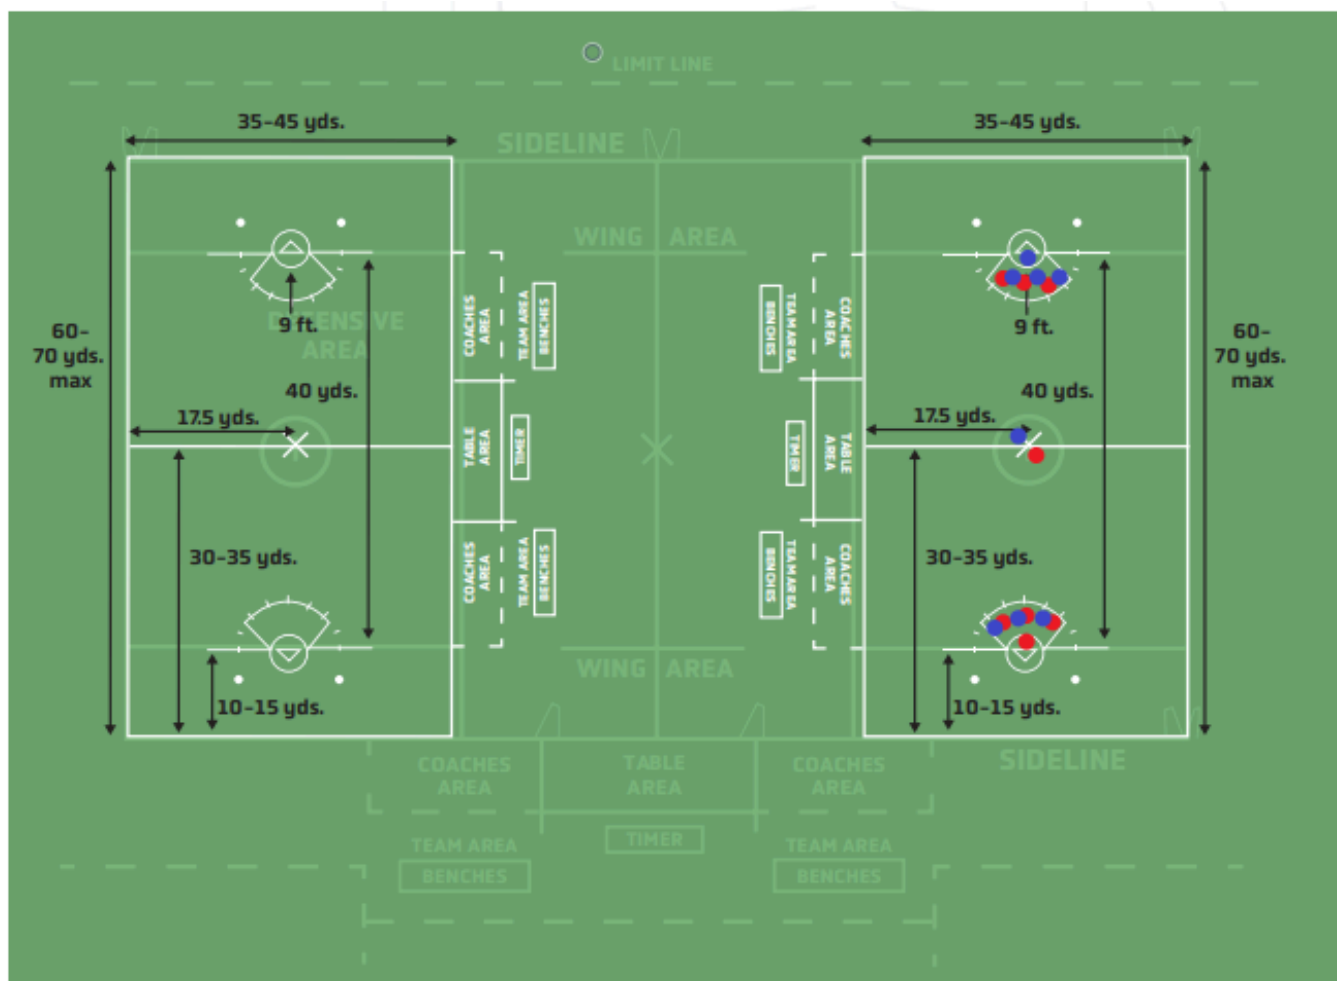 LIMIT LINE
35-45 yds.
35-45 yds.
SIDELINE
WING AREA
9 ft.
DEFENSIVE
AREA
60-
70 yds.
max
40 yds.
17.5 yds.
30-35 yds.
10-15 yds.
COACHES
AREA
TEAM AREA
BENCHES
TABLE
AREA
TIMER
COACHES
AREA
TEAM AREA
BENCHES
BENCHES
TEAM AREA
COACHES
AREA
TIMER
TABLE
AREA
BENCHES
TEAM AREA
COACHES
AREA
9 ft.
60-
70 yds.
max
40 yds.
17.5 yds.
30-35 yds.
10-15 yds.
WING AREA
SIDELINE
COACHES
AREA
TABLE
AREA
COACHES
AREA
TIMER
TEAM AREA
BENCHES
TEAM AREA
BENCHES